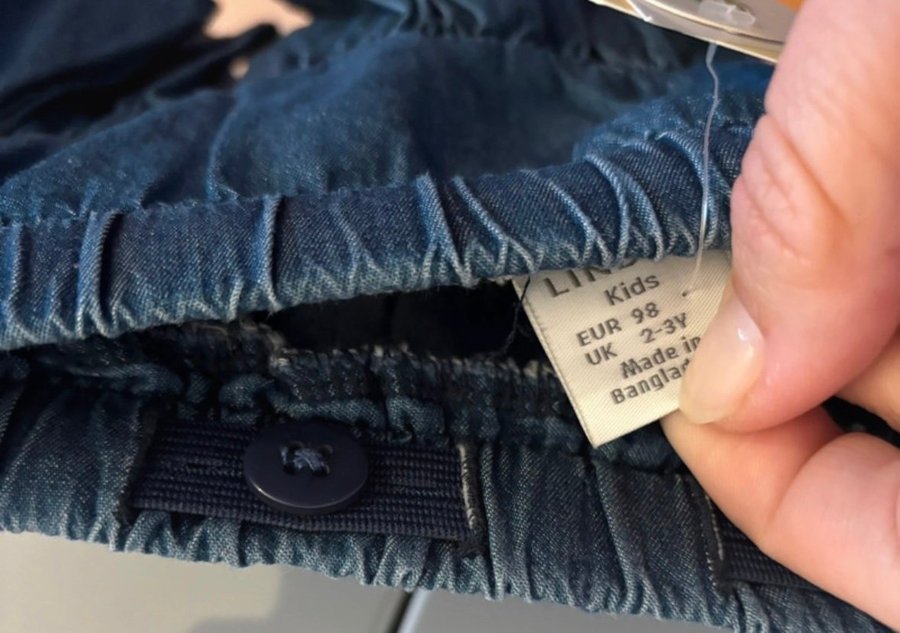 Kids
EUR 98
UK 2-3Y
Made in